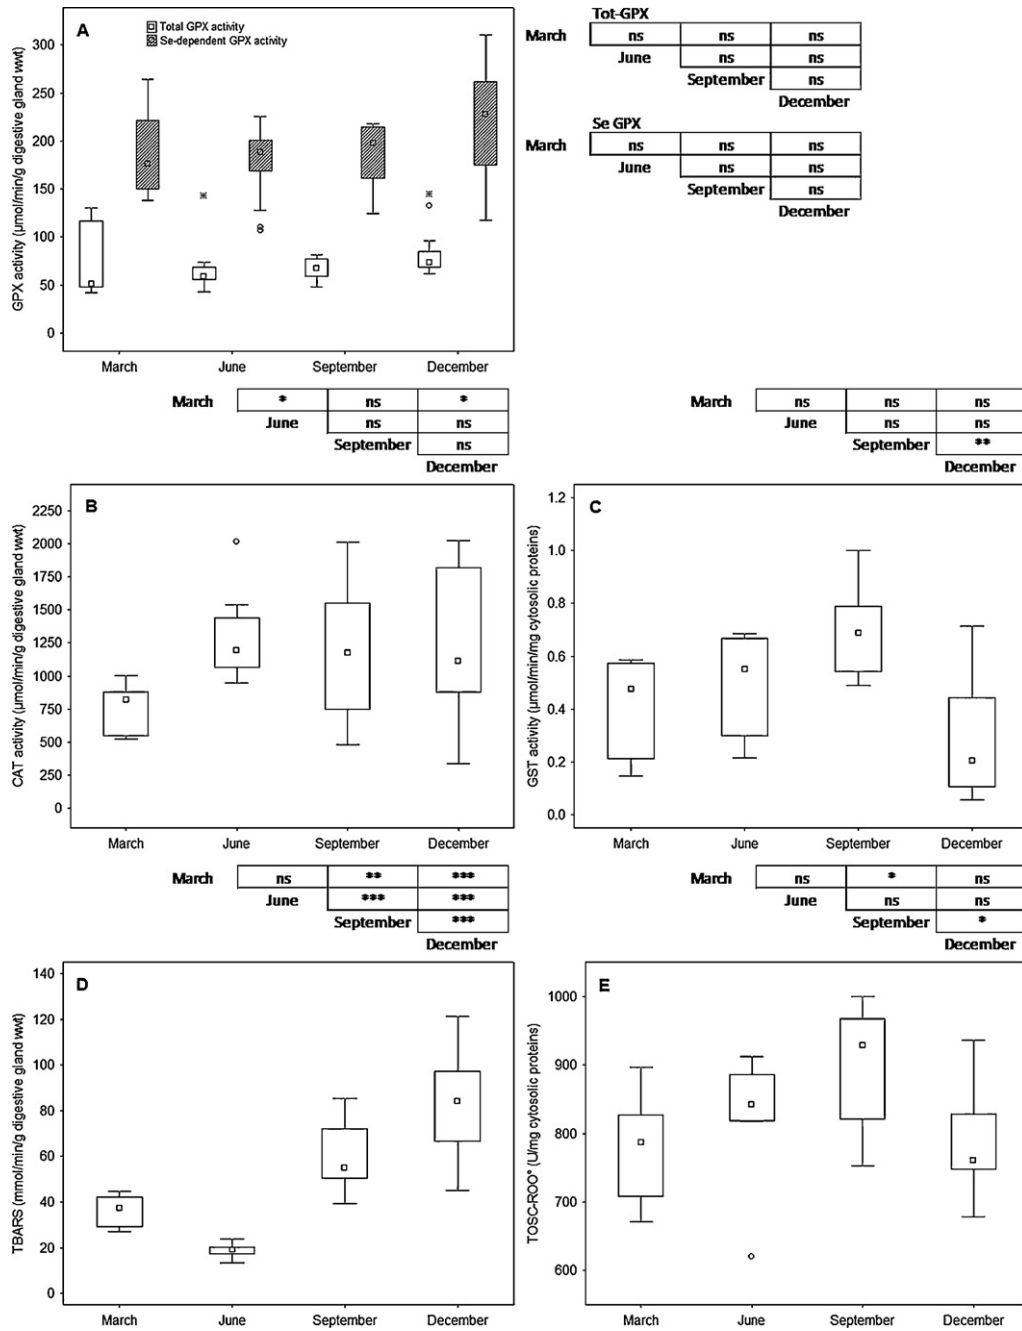 A
Total GPX activity
Se-dependent GPX activity
GPX activity (µmol/min/g digestive gland wwt)
300
250
200
150
100
50
0
March June September December
Tot-GPX
March ns ns ns
June ns ns
September ns
December
Se GPX
March ns ns ns
June ns ns
September ns
December
March * ns *
June ns ns
September ns
December
B
CAT activity (µmol/min/g digestive gland wwt)
2250
2000
1750
1500
1250
1000
750
500
250
0
March June September December
March ns ns ns
June ns ns
September **
December
C
GST activity (µmol/min/mg cytosolic proteins)
1.2
1.0
0.8
0.6
0.4
0.2
0.0
March June September December
March ns ** ***
June *** ***
September ***
December
D
TBARS (mmol/min/g digestive gland wwt)
140
120
100
80
60
40
20
0
March June September December
March ns * ns
June ns ns
September *
December
E
TOSC-ROO° (U/mg cytosolic proteins)
1000
900
800
700
600
March June September December